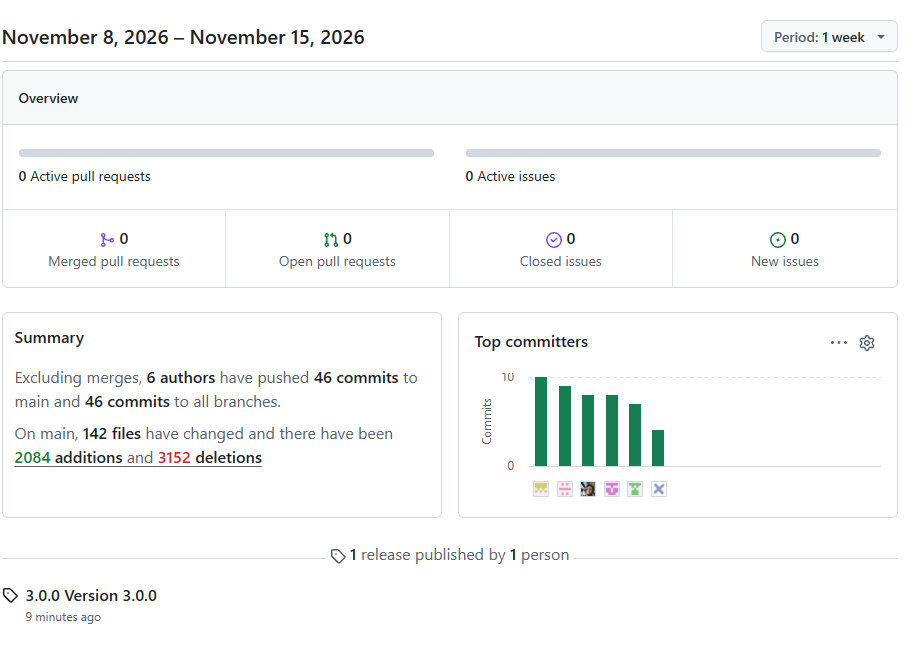 November 8, 2026 – November 15, 2026
Period: 1 week
Overview
0 Active pull requests
0 Active issues
0
Merged pull requests
0
Open pull requests
0
Closed issues
0
New issues
Summary
Excluding merges, 6 authors have pushed 46 commits to
main and 46 commits to all branches.
On main, 142 files have changed and there have been
2084 additions and 3152 deletions
Top committers
10
Commits
0
1 release published by 1 person
3.0.0 Version 3.0.0
9 minutes ago